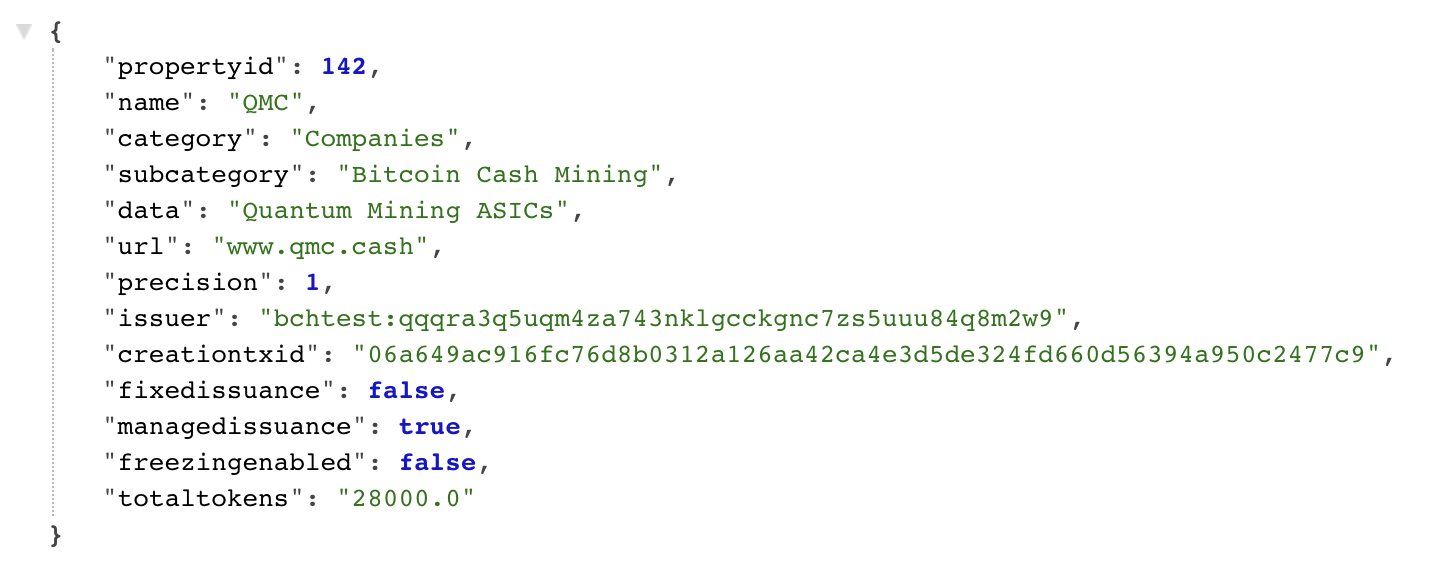 {
"propertyid": 142,
"name": "QMC",
"category": "Companies",
"subcategory": "Bitcoin Cash Mining",
"data": "Quantum Mining ASICs",
"url": "www.qmc.cash",
"precision": 1,
"issuer": "bchtest:qqqra3q5uqm4za743nklgcckgnc7zs5uuu84q8m2w9",
"creationtxid": "06a649ac916fc76d8b0312a126aa42ca4e3d5de324fd660d56394a950c2477c9",
"fixedissuance": false,
"managedissuance": true,
"freezingenabled": false,
"totaltokens": "28000.0"
}